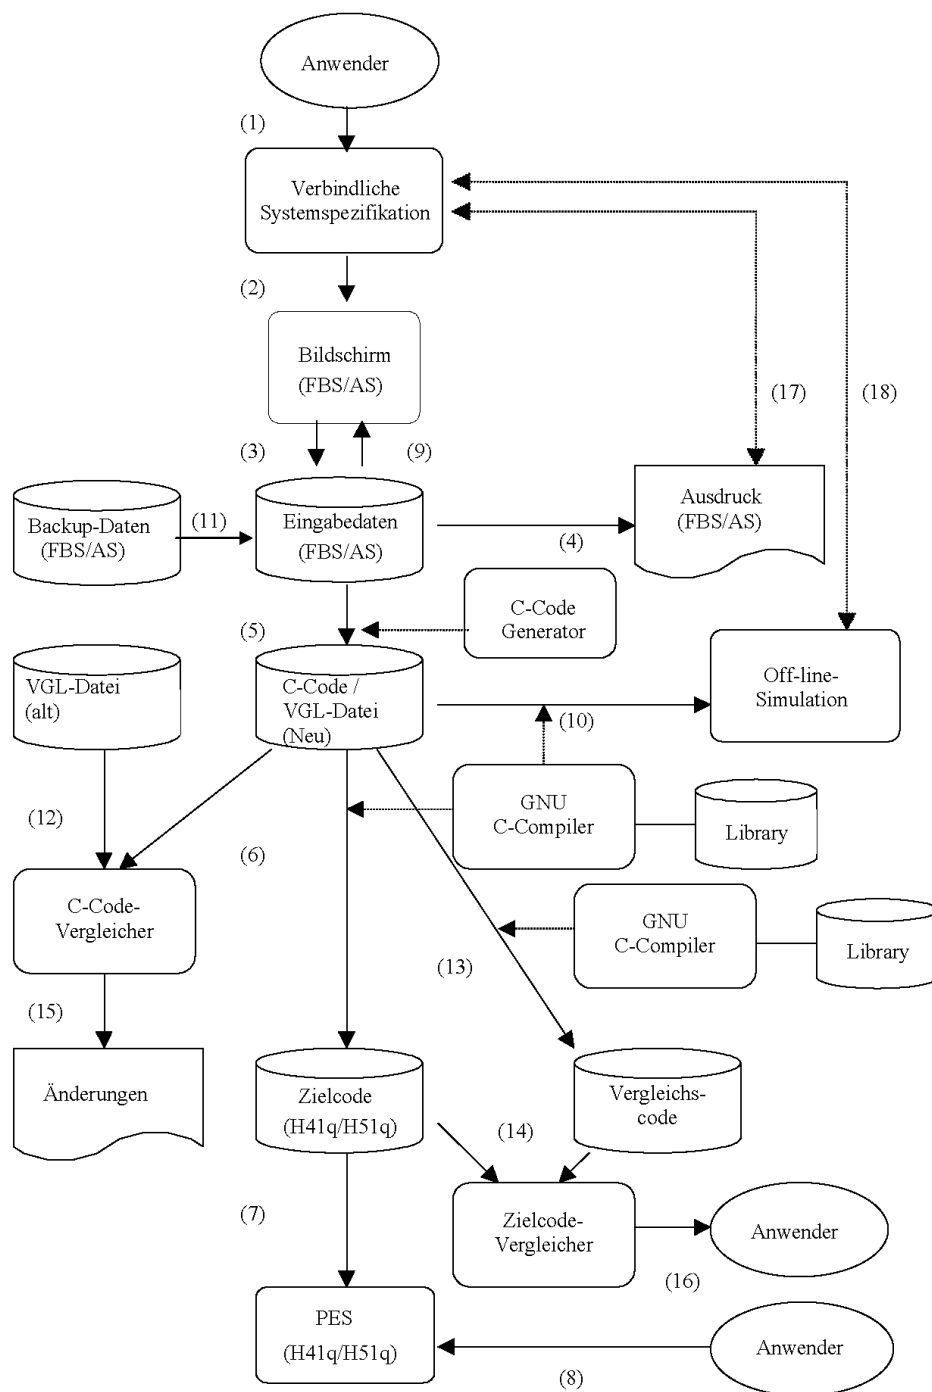 Anwender
(1)
Verbindliche
Systemspezifikation
(2)
Bildschirm
(FBS/AS)
(17)
(18)
(3)
(9)
Backup-Daten
(FBS/AS)
(11)
Eingabedaten
(FBS/AS)
(4)
Ausdruck
(FBS/AS)
(5)
C-Code
Generator
VGL-Datei
(alt)
C-Code /
VGL-Datei
(Neu)
(10)
Off-line-
Simulation
(12)
(6)
GNU
C-Compiler
Library
C-Code-
Vergleicher
GNU
C-Compiler
Library
(13)
(15)
Änderungen
Zielcode
(H41q/H51q)
Vergleichs-
code
(14)
(7)
Zielcode-
Vergleicher
Anwender
(16)
PES
(H41q/H51q)
Anwender
(8)